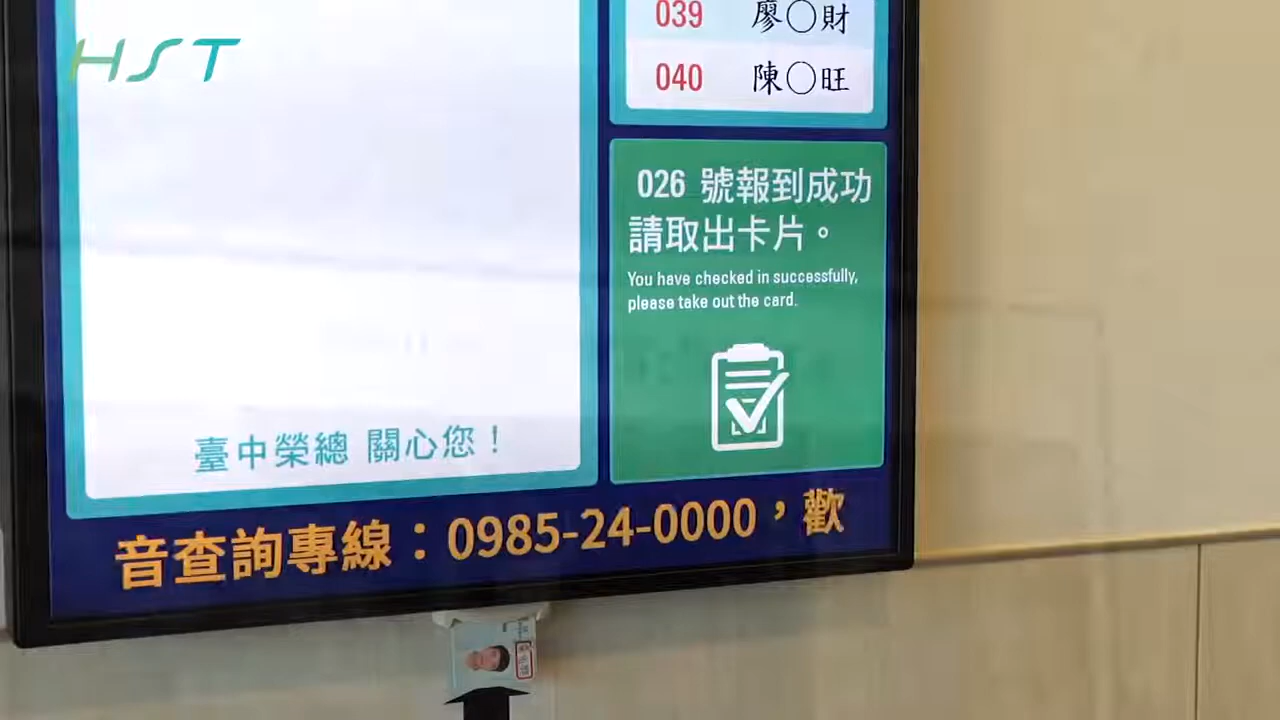 HST
039 廖○財
040 陳○旺
026 號報到成功
請取出卡片。
You have checked in successfully,
please take out the card.
臺中榮總 關心您！
音查詢專線：0985-24-0000，歡